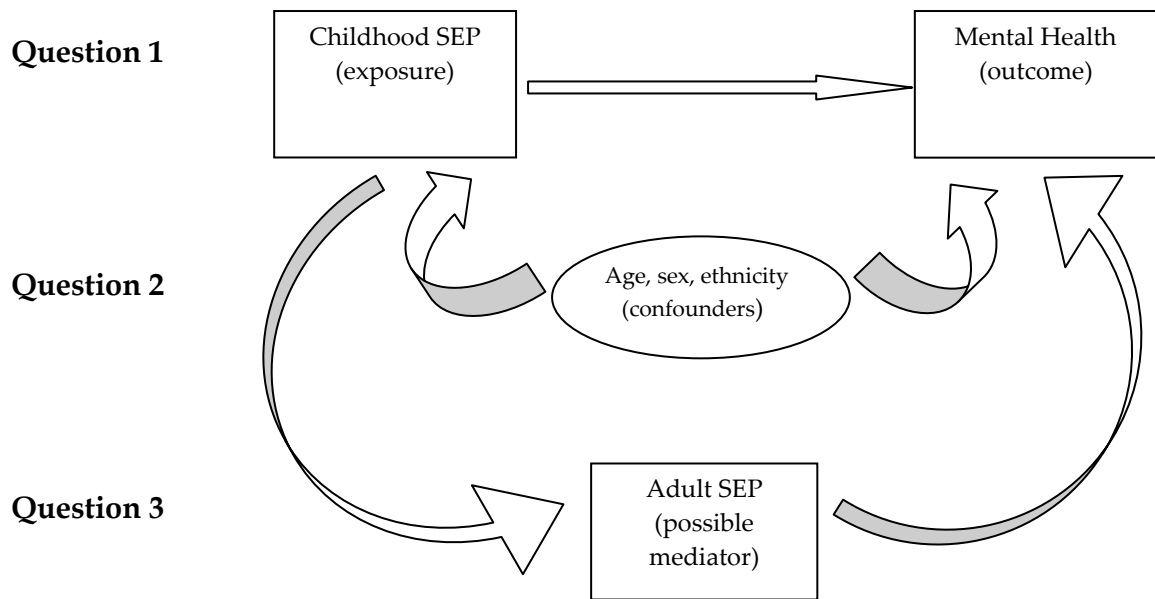 Question 1
Childhood SEP
(exposure)
Mental Health
(outcome)
Question 2
Age, sex, ethnicity
(confounders)
Question 3
Adult SEP
(possible
mediator)